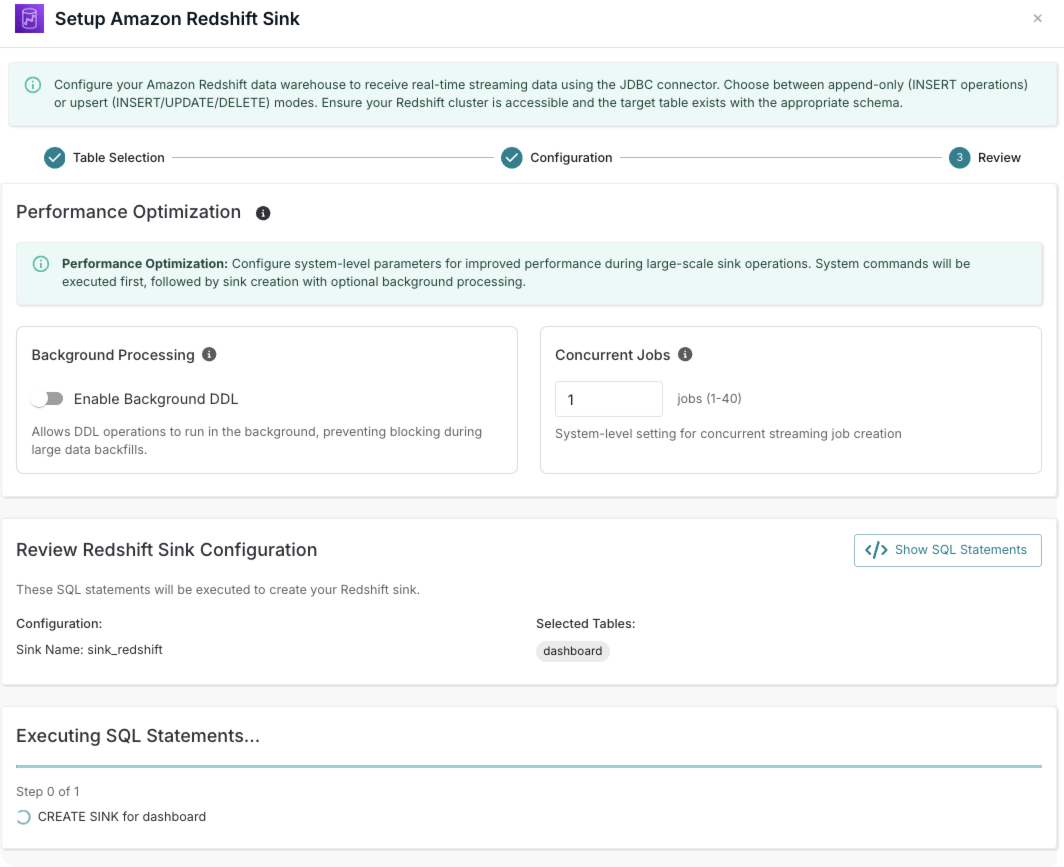 Setup Amazon Redshift Sink
×
Configure your Amazon Redshift data warehouse to receive real-time streaming data using the JDBC connector. Choose between append-only (INSERT operations)
or upsert (INSERT/UPDATE/DELETE) modes. Ensure your Redshift cluster is accessible and the target table exists with the appropriate schema.
Table Selection
Configuration
3 Review
Performance Optimization
Performance Optimization: Configure system-level parameters for improved performance during large-scale sink operations. System commands will be
executed first, followed by sink creation with optional background processing.
Background Processing
Enable Background DDL
Allows DDL operations to run in the background, preventing blocking during
large data backfills.
Concurrent Jobs
1 jobs (1-40)
System-level setting for concurrent streaming job creation
Review Redshift Sink Configuration
</> Show SQL Statements
These SQL statements will be executed to create your Redshift sink.
Configuration:
Sink Name: sink_redshift
Selected Tables:
dashboard
Executing SQL Statements...
Step 0 of 1
CREATE SINK for dashboard